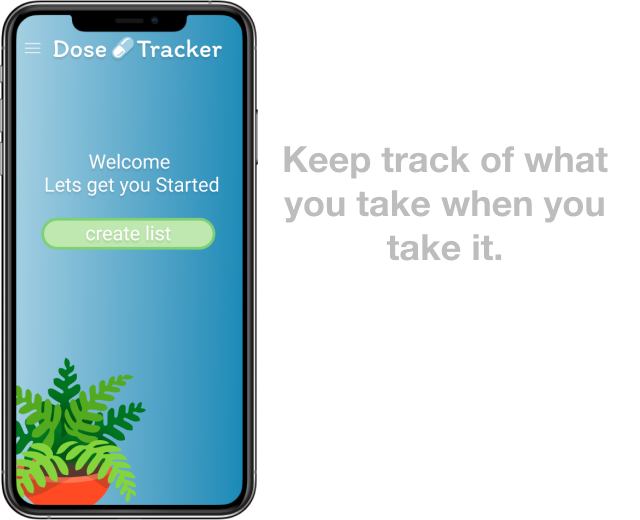 Dose Tracker
Welcome
Lets get you Started
create list
Keep track of what
you take when you
take it.